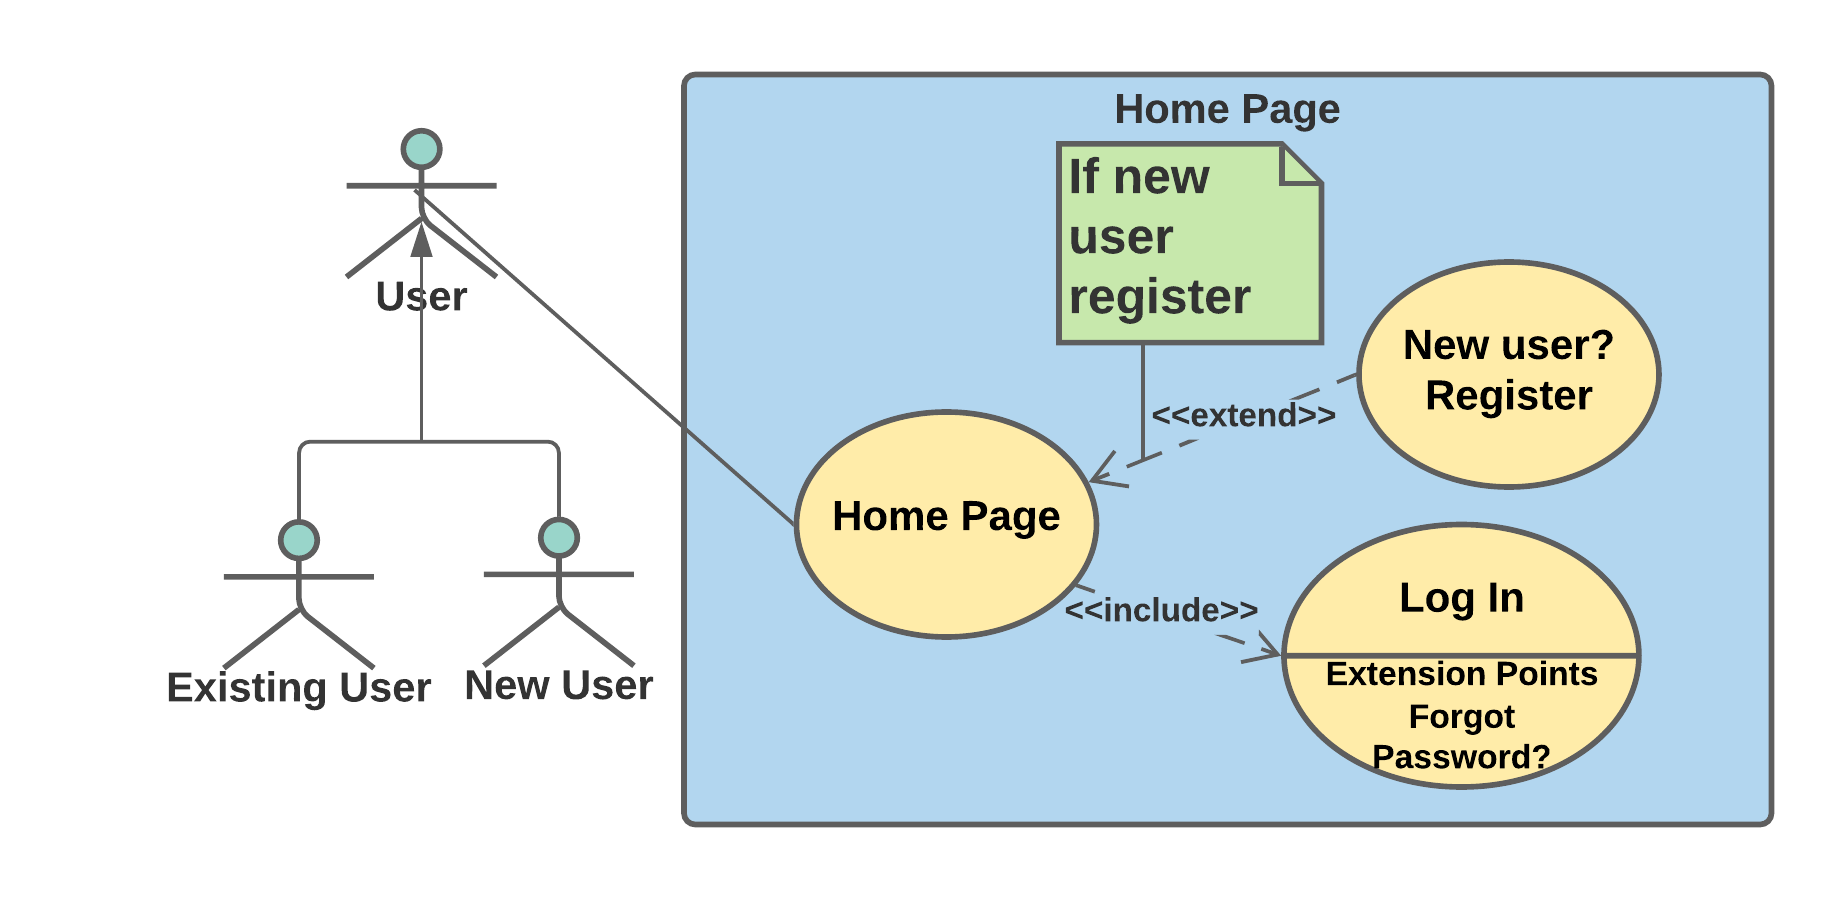 Home Page
If new
user
register
User
New user?
Register
<<extend>>
Home Page
<<include>>
Log In
Extension Points
Forgot
Password?
Existing User
New User